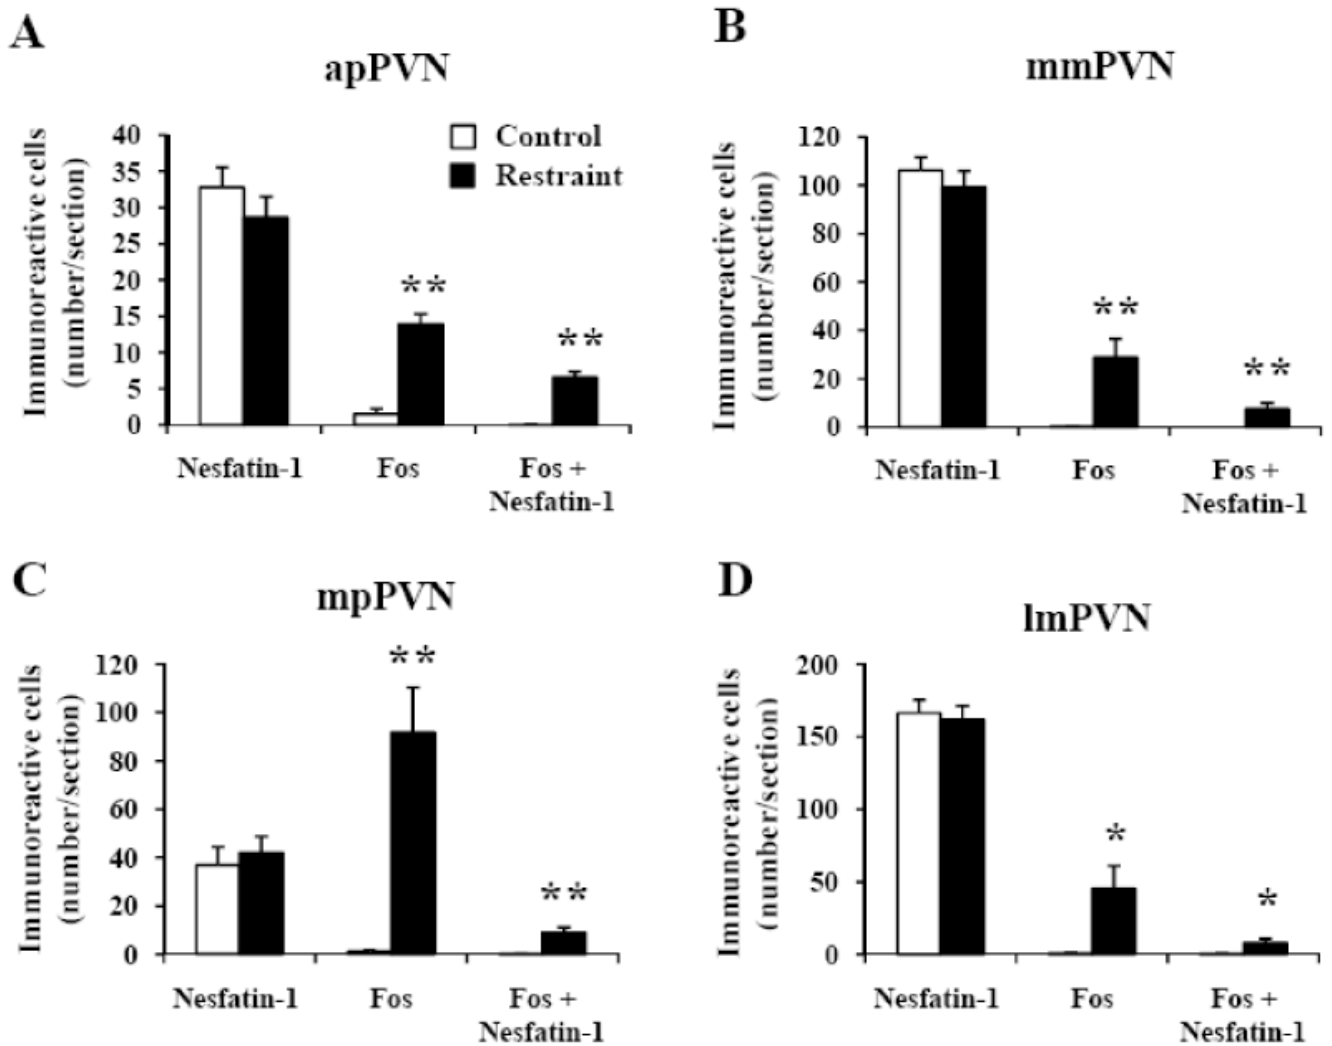 A
apPVN
Immunoreactive cells
(number/section)
40
35
30
25
20
15
10
5
0
Control
Restraint
**
**
Nesfatin-1
Fos
Fos +
Nesfatin-1
B
mmPVN
Immunoreactive cells
(number/section)
120
100
80
60
40
20
0
**
**
Nesfatin-1
Fos
Fos +
Nesfatin-1
C
mpPVN
Immunoreactive cells
(number/section)
120
100
80
60
40
20
0
**
**
Nesfatin-1
Fos
Fos +
Nesfatin-1
D
lmPVN
Immunoreactive cells
(number/section)
200
150
100
50
0
*
*
Nesfatin-1
Fos
Fos +
Nesfatin-1